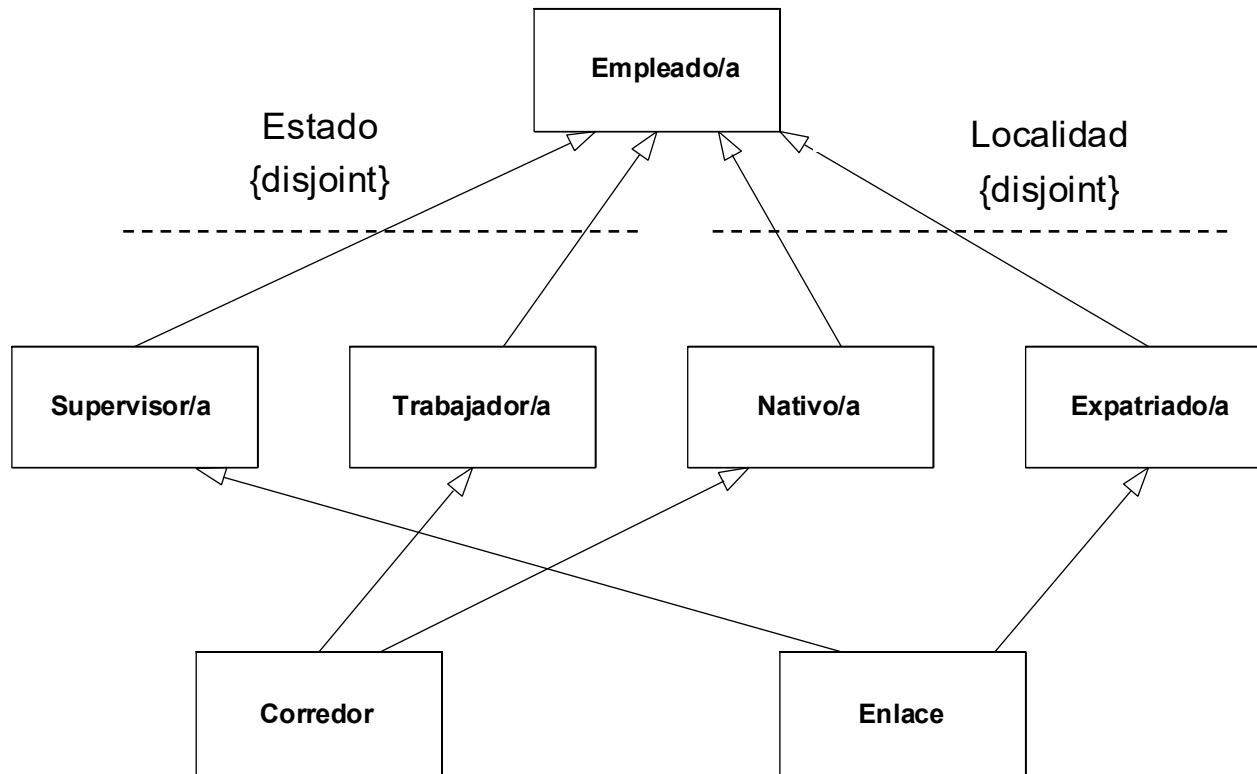 Empleado/a
Estado
{disjoint}
Localidad
{disjoint}
Supervisor/a
Trabajador/a
Nativo/a
Expatriado/a
Corredor
Enlace